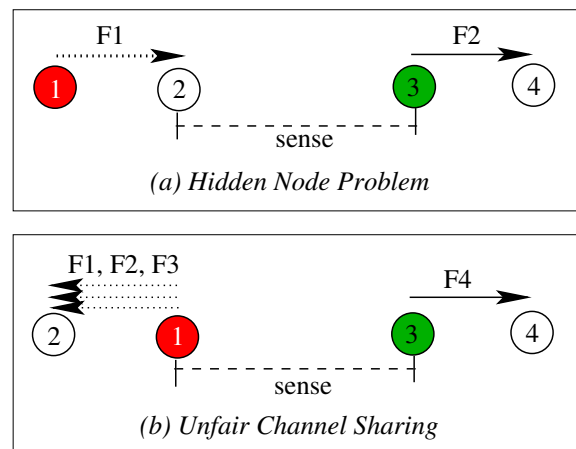 F1 F2
1 2 3 4
sense
(a) Hidden Node Problem
F1, F2, F3 F4
2 1 3 4
sense
(b) Unfair Channel Sharing